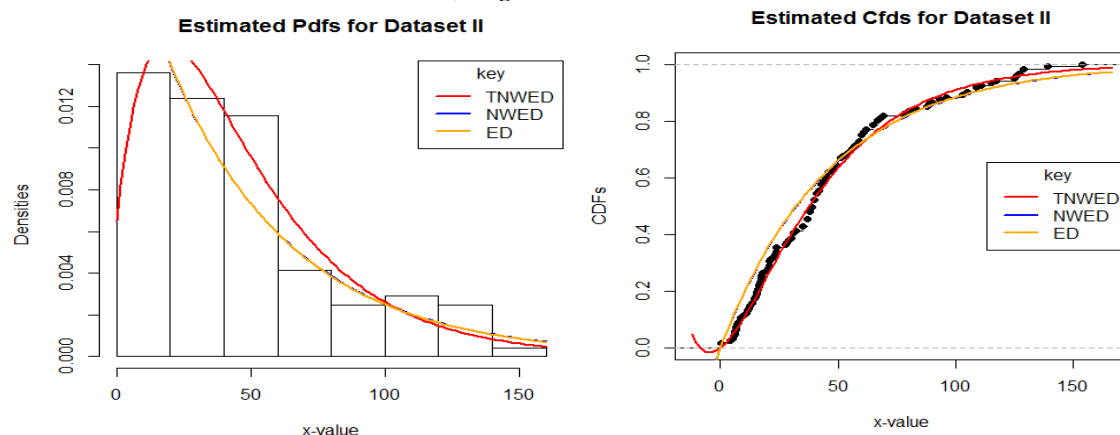 Estimated Pdfs for Dataset II
key
TNWED
NWED
ED
Densities
0.012
0.008
0.004
0.000
0
50
100
150
x-value
Estimated Cfds for Dataset II
key
TNWED
NWED
ED
CDFs
1.0
0.8
0.6
0.4
0.2
0.0
0
50
100
150
x-value